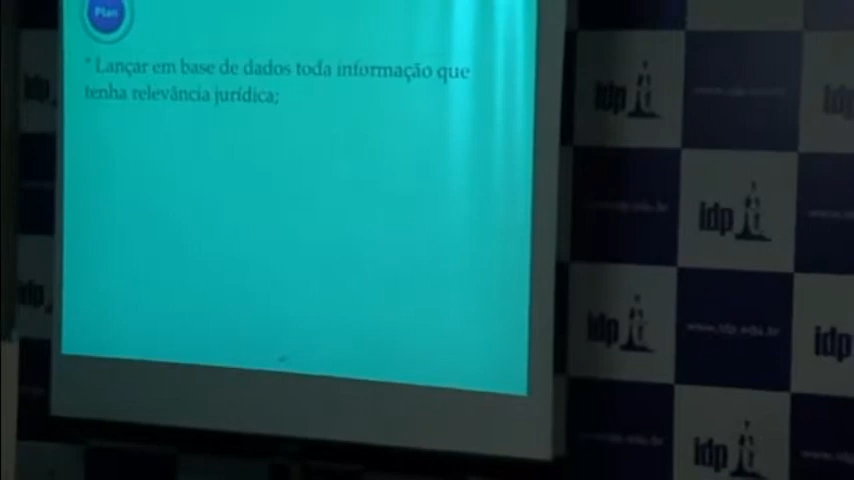 Plan
* Lançar em base de dados toda informação que
tenha relevância jurídica;
idp
idp
idp
idp
www.idp.edu.br
idp
idp